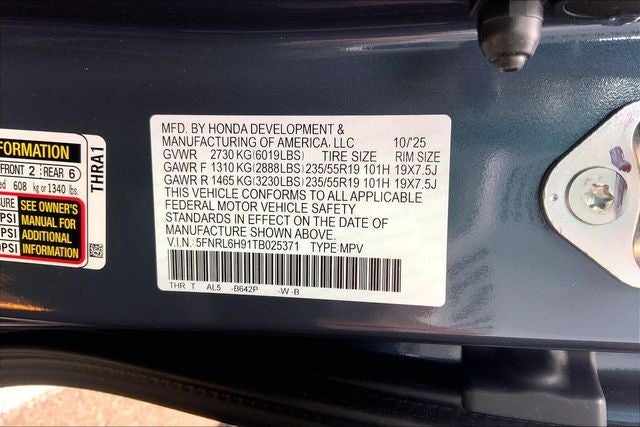 FORMATION
FRONT 2 REAR 6
608 kg or 1340 lbs.
SEE OWNER'S
PSI MANUAL FOR
PSI ADDITIONAL
0PSI INFORMATION
THRA1
MFD. BY HONDA DEVELOPMENT &
MANUFACTURING OF AMERICA, LLC 10/'25
GVWR 2730 KG(6019LBS) TIRE SIZE RIM SIZE
GAWR F 1310 KG(2888LBS) 235/55R19 101H 19X7.5J
GAWR R 1465 KG(3230LBS) 235/55R19 101H 19X7.5J
THIS VEHICLE CONFORMS TO ALL APPLICABLE
FEDERAL MOTOR VEHICLE SAFETY
STANDARDS IN EFFECT ON THE DATE OF
MANUFACTURE SHOWN ABOVE.
V.I.N.: 5FNRL6H91TB025371 TYPE:MPV
THR T AL5 -B642P -W -B